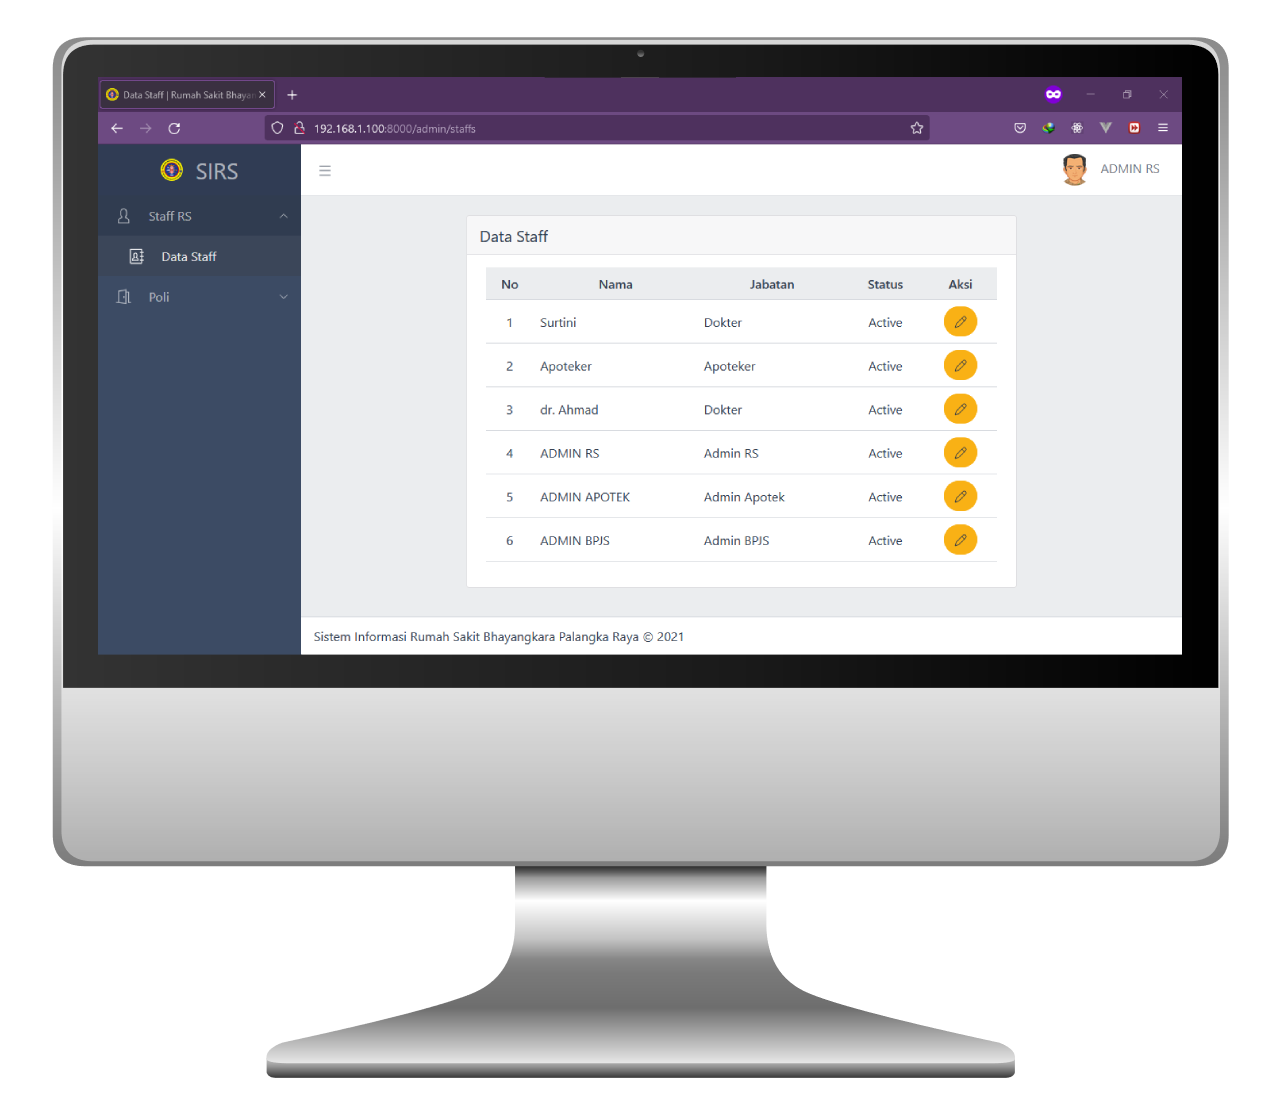 Data Staff | Rumah Sakit Bhayan
192.168.1.100:8000/admin/staffs
SIRS
ADMIN RS
Staff RS
Data Staff
Poli
Data Staff
No Nama Jabatan Status Aksi
1 Surtini Dokter Active
2 Apoteker Apoteker Active
3 dr. Ahmad Dokter Active
4 ADMIN RS Admin RS Active
5 ADMIN APOTEK Admin Apotek Active
6 ADMIN BPJS Admin BPJS Active
Sistem Informasi Rumah Sakit Bhayangkara Palangka Raya © 2021